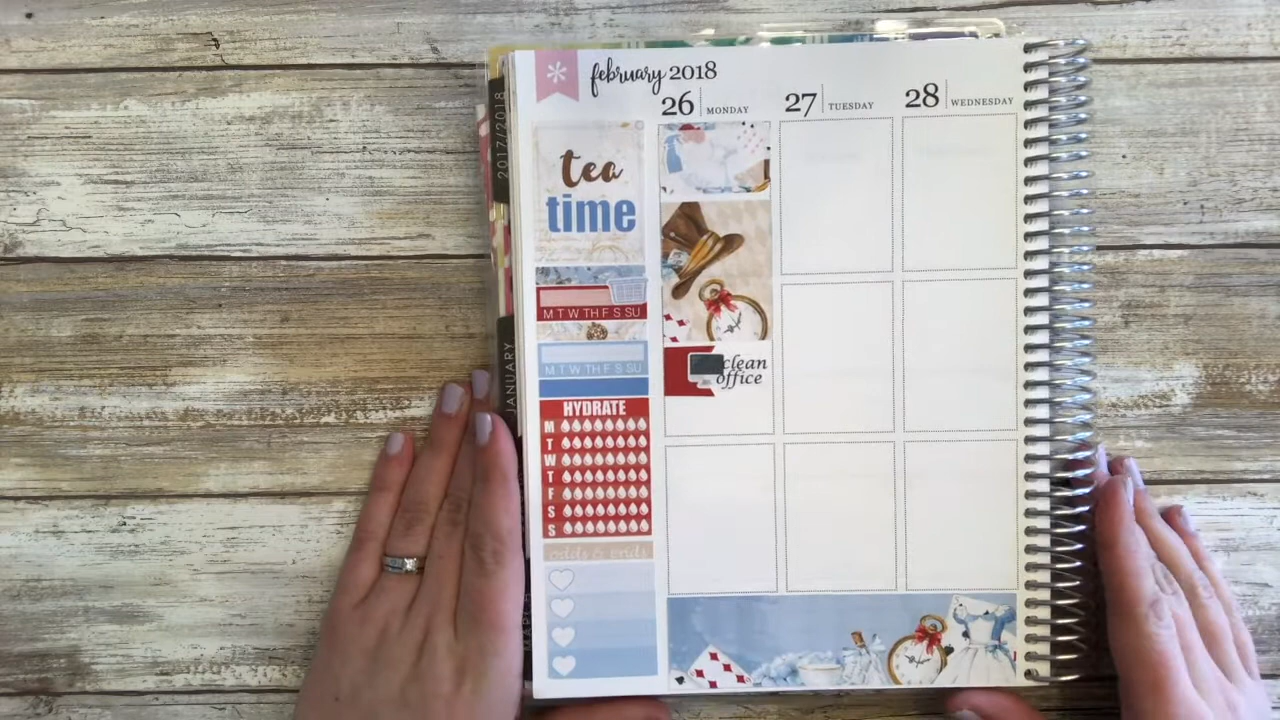 february 2018
26 MONDAY
27 TUESDAY
28 WEDNESDAY
2017/2018
tea
time
M T W TH F S SU
M T W TH F S SU
clean
office
JANUARY
HYDRATE
M
T
W
T
F
S
S
odds & ends